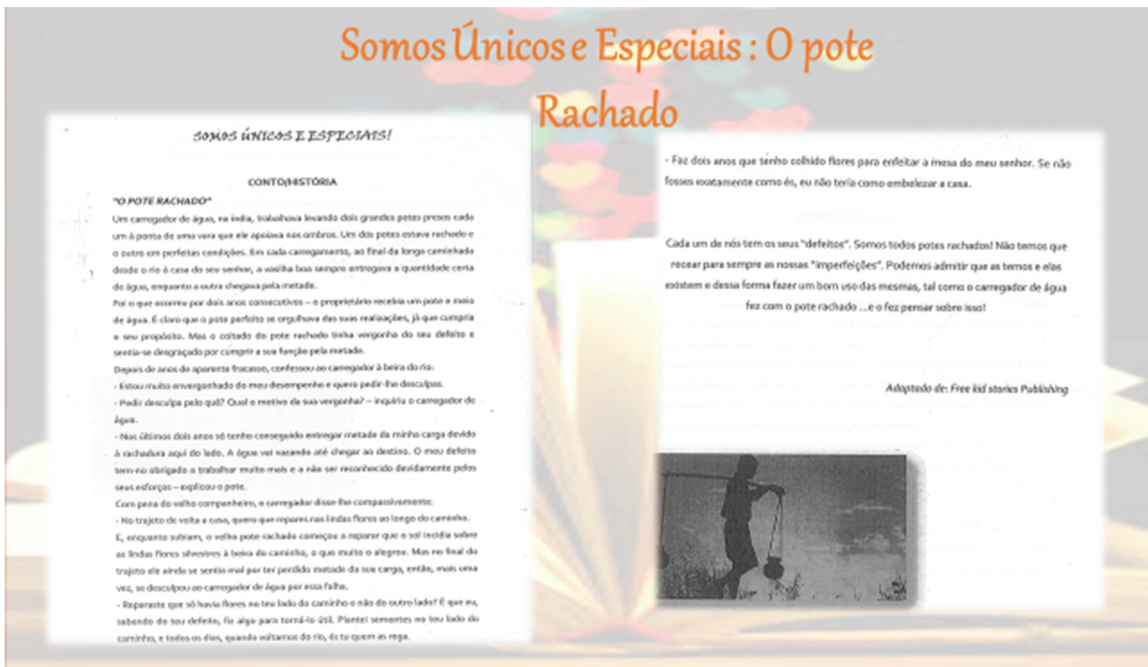 Somos Únicos e Especiais : O pote
Rachado
SOMOS ÚNICOS E ESPECIAIS!
CONTO/HISTÓRIA
"O POTE RACHADO"
Um carregador de água, na Índia, trabalhava levando dois grandes potes presos cada
um à ponta de uma vara que ele apoiava nos ombros. Um dos potes estava rachado e
o outro em perfeitas condições. Em cada carregamento, ao final da longa caminhada
desde o rio à casa do seu senhor, a vasilha boa sempre entregava a quantidade certa
de água, enquanto a outra chegava pela metade.
Foi o que ocorreu por dois anos consecutivos – o proprietário recebia um pote e meio
de água. É claro que o pote perfeito se orgulhava das suas realizações, já que cumpria
o seu propósito. Mas o coitado do pote rachado tinha vergonha do seu defeito e
sentia-se desgraçado por cumprir a sua função pela metade.
Depois de anos de aparente fracasso, confessou ao carregador à beira do rio:
- Estou muito envergonhado do meu desempenho e quero pedir-lhe desculpas.
- Pedir desculpa pelo quê? Qual o motivo da sua vergonha? – inquiriu o carregador de
água.
- Nos últimos dois anos só tenho conseguido entregar metade da minha carga devido
à rachadura aqui do lado. A água vai vazando até chegar ao destino. O meu defeito
tem-no obrigado a trabalhar muito mais e a não ser reconhecido devidamente pelos
seus esforços – explicou o pote.
Com pena do velho companheiro, o carregador disse-lhe compassivamente:
- No trajeto de volta a casa, quero que repares nas lindas flores ao longo do caminho.
E, enquanto subiam, o velho pote rachado começou a reparar que o sol incidia sobre
as lindas flores silvestres à beira do caminho, o que muito o alegrou. Mas no final do
trajeto ele ainda se sentia mal por ter perdido metade da sua carga, então, mais uma
vez, se desculpou ao carregador de água por essa falha.
- Reparaste que só havia flores no teu lado do caminho e não do outro lado? É que eu,
sabendo do teu defeito, fiz algo para torná-lo útil. Plantei sementes no teu lado do
caminho, e todos os dias, quando voltamos do rio, és tu quem as rega.
- Faz dois anos que tenho colhido flores para enfeitar a mesa do meu senhor. Se não
fosses exatamente como és, eu não teria como embelezar a casa.
Cada um de nós tem os seus "defeitos". Somos todos potes rachados! Não temos que
recear para sempre as nossas "imperfeições". Podemos admitir que as temos e elas
existem e dessa forma fazer um bom uso das mesmas, tal como o carregador de água
fez com o pote rachado ...e o fez pensar sobre isso!
Adaptado de: Free kid stories Publishing